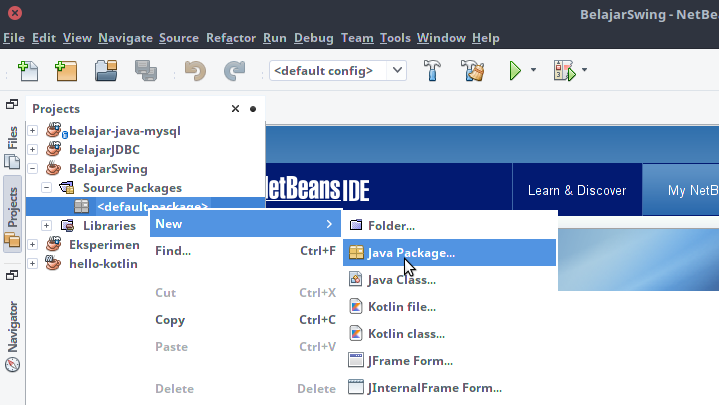 BelajarSwing - NetBe
File Edit View Navigate Source Refactor Run Debug Team Tools Window Help
<default config>
Projects
Files
Projects
Navigator
belajar-java-mysql
belajarJDBC
BelajarSwing
Source Packages
<default package>
Libraries
Eksperimen
hello-kotlin
NetBeans IDE
Learn & Discover
My NetB
New
Find... Ctrl+F
Cut Ctrl+X
Copy Ctrl+C
Paste Ctrl+V
Delete Delete
Folder...
Java Package...
Java Class...
Kotlin file...
Kotlin class...
JFrame Form...
JInternalFrame Form...